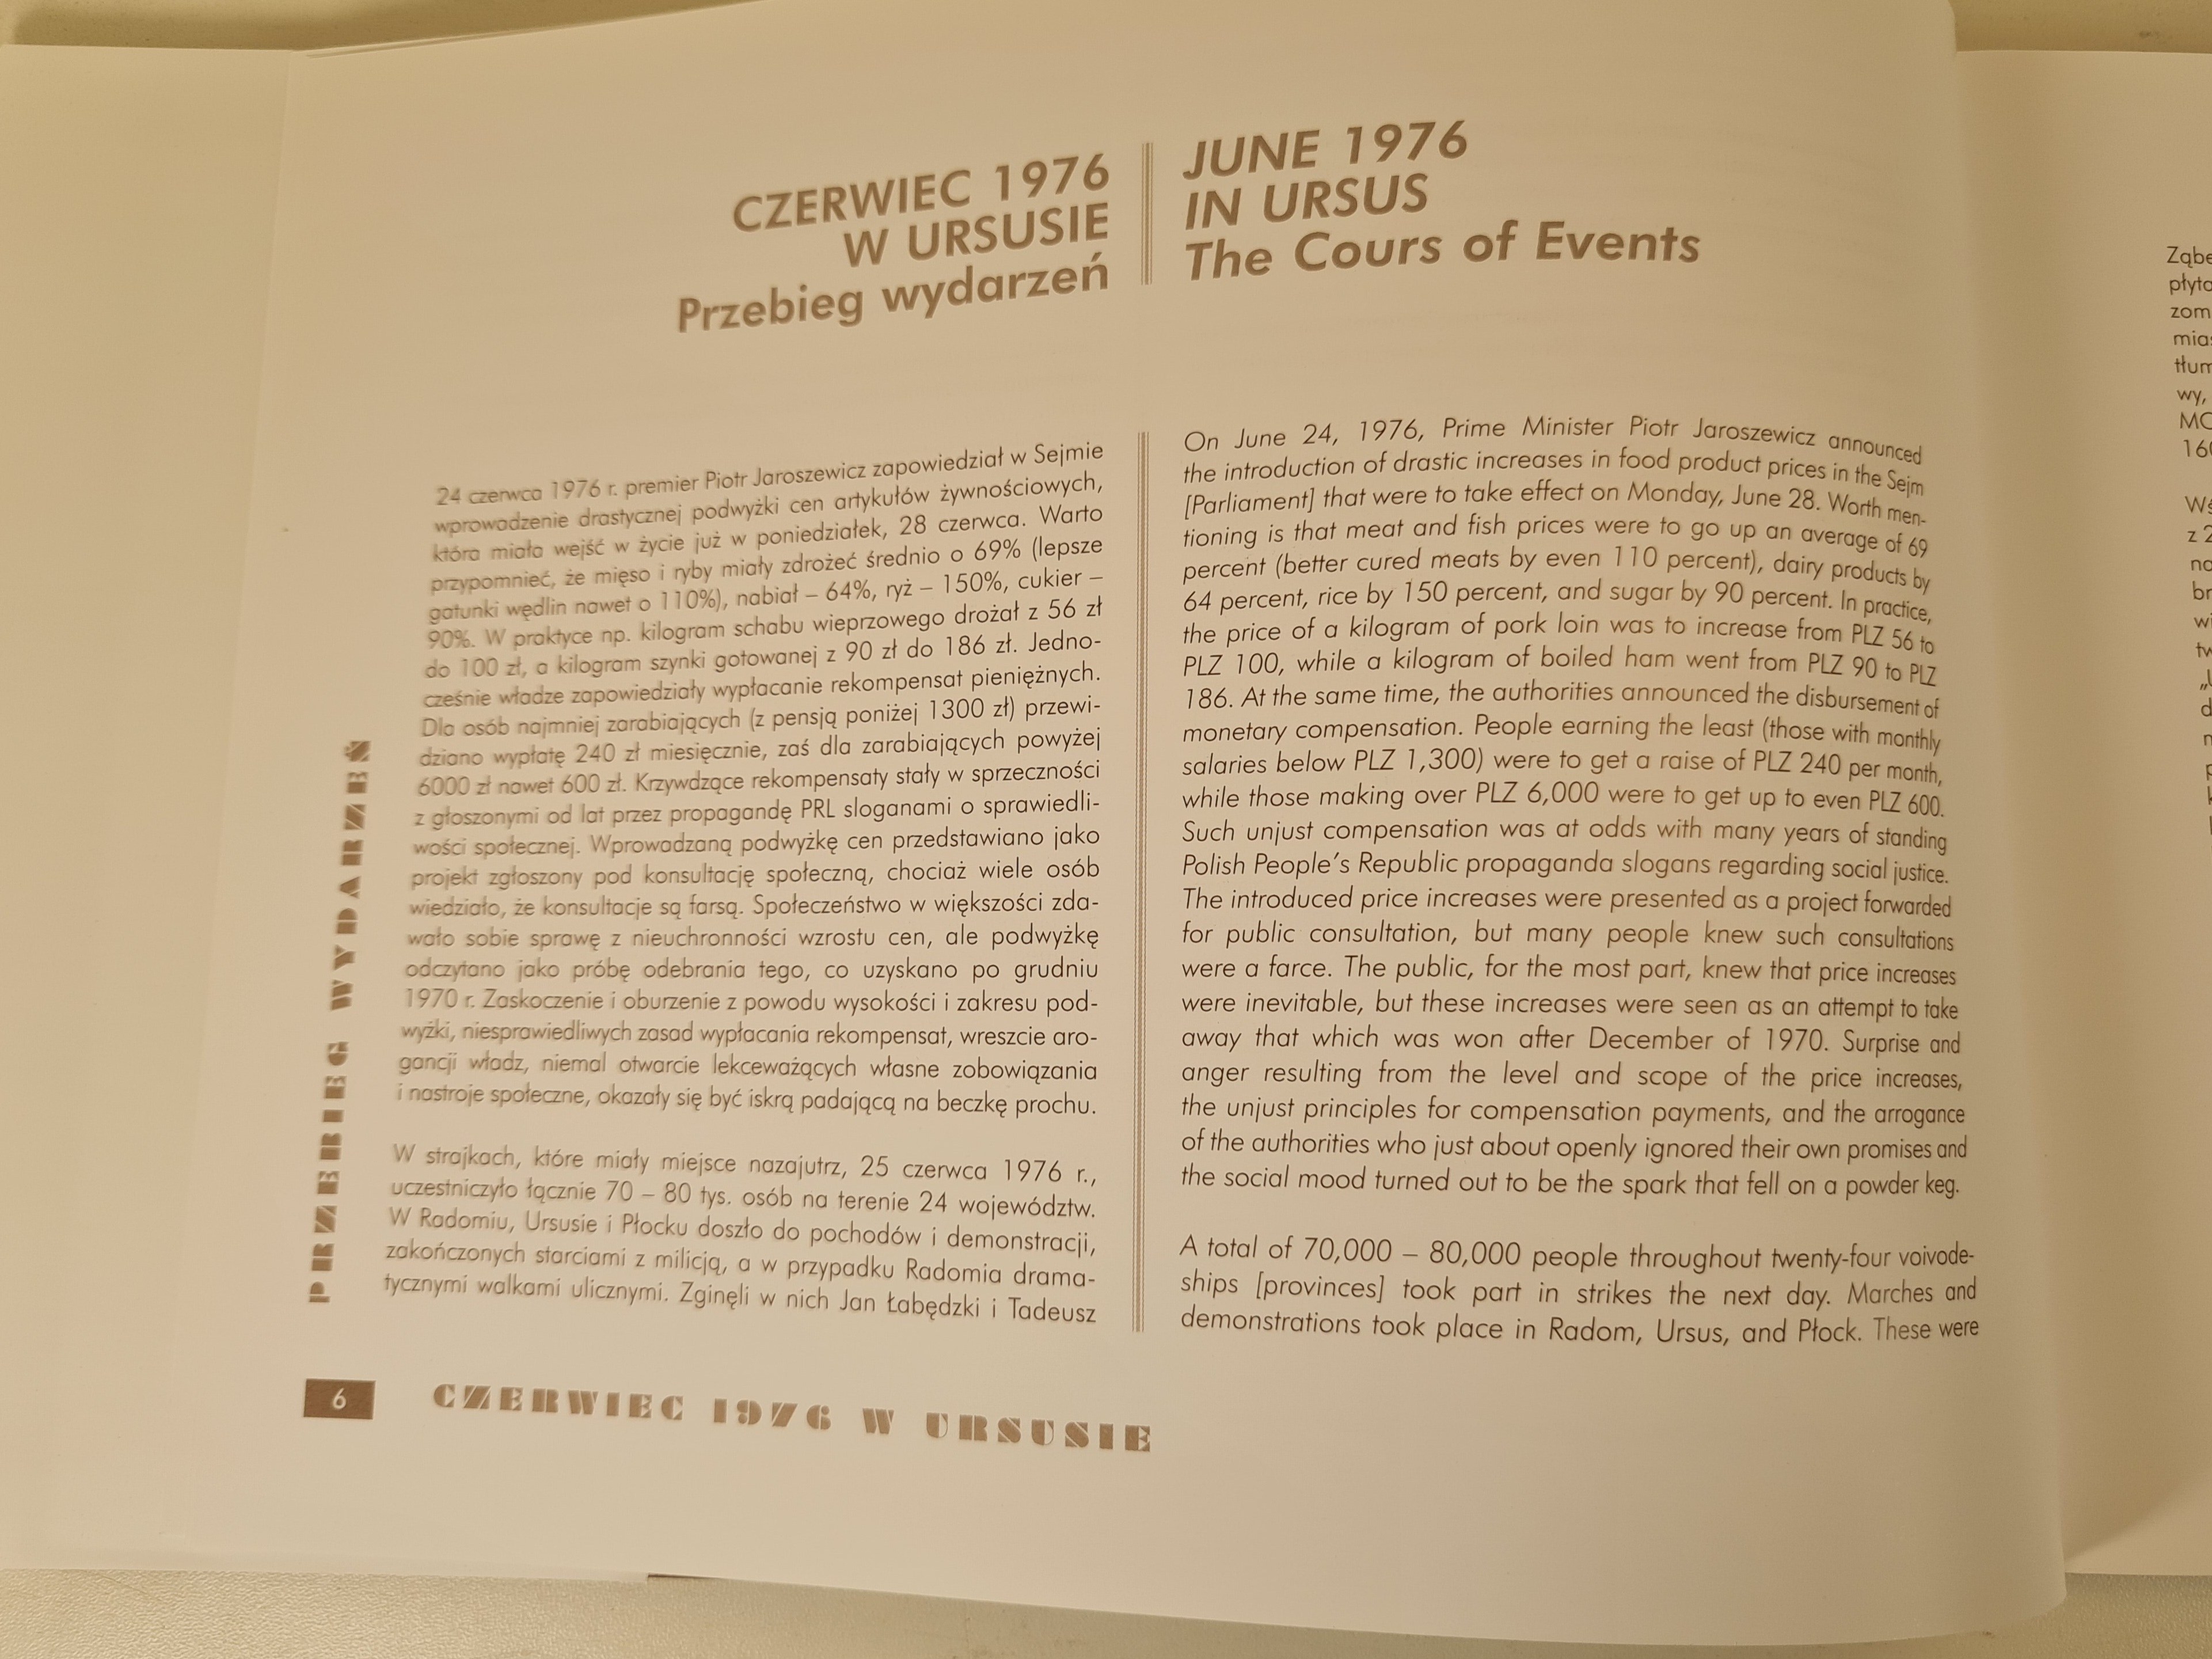 CZERWIEC 1976
W URSUSIE
Przebieg wydarzeń
JUNE 1976
IN URSUS
The Cours of Events
24 czerwca 1976 r. premier Piotr Jaroszewicz zapowiedział w Sejmie
wprowadzenie drastycznej podwyżki cen artykułów żywnościowych,
która miała wejść w życie już w poniedziałek, 28 czerwca. Warto
przypomnieć, że mięso i ryby miały zdrożeć średnio o 69% (lepsze
gatunki wędlin nawet o 110%), nabiał – 64%, ryż – 150%, cukier –
90%. W praktyce np. kilogram schabu wieprzowego drożał z 56 zł
do 100 zł, a kilogram szynki gotowanej z 90 zł do 186 zł. Jedno-
cześnie władze zapowiedziały wypłacanie rekompensat pieniężnych.
Dla osób najmniej zarabiających (z pensją poniżej 1300 zł) przewi-
dziano wypłatę 240 zł miesięcznie, zaś dla zarabiających powyżej
6000 zł nawet 600 zł. Krzywdzące rekompensaty stały w sprzeczności
z głoszonymi od lat przez propagandę PRL sloganami o sprawiedli-
wości społecznej. Wprowadzaną podwyżkę cen przedstawiano jako
projekt zgłoszony pod konsultację społeczną, chociaż wiele osób
wiedziało, że konsultacje są farsą. Społeczeństwo w większości zda-
wało sobie sprawę z nieuchronności wzrostu cen, ale podwyżkę
odczytano jako próbę odebrania tego, co uzyskano po grudniu
1970 r. Zaskoczenie i oburzenie z powodu wysokości i zakresu pod-
wyżki, niesprawiedliwych zasad wypłacania rekompensat, wreszcie aro-
gancji władz, niemal otwarcie lekceważących własne zobowiązania
i nastroje społeczne, okazały się być iskrą padającą na beczkę prochu.
W strajkach, które miały miejsce nazajutrz, 25 czerwca 1976 r.,
uczestniczyło łącznie 70 – 80 tys. osób na terenie 24 województw.
W Radomiu, Ursusie i Płocku doszło do pochodów i demonstracji,
zakończonych starciami z milicją, a w przypadku Radomia drama-
tycznymi walkami ulicznymi. Zginęli w nich Jan Łabędzki i Tadeusz
On June 24, 1976, Prime Minister Piotr Jaroszewicz announced
the introduction of drastic increases in food product prices in the Sejm
[Parliament] that were to take effect on Monday, June 28. Worth men-
tioning is that meat and fish prices were to go up an average of 69
percent (better cured meats by even 110 percent), dairy products by
64 percent, rice by 150 percent, and sugar by 90 percent. In practice,
the price of a kilogram of pork loin was to increase from PLZ 56 to
PLZ 100, while a kilogram of boiled ham went from PLZ 90 to PLZ
186. At the same time, the authorities announced the disbursement of
monetary compensation. People earning the least (those with monthly
salaries below PLZ 1,300) were to get a raise of PLZ 240 per month,
while those making over PLZ 6,000 were to get up to even PLZ 600.
Such unjust compensation was at odds with many years of standing
Polish People's Republic propaganda slogans regarding social justice.
The introduced price increases were presented as a project forwarded
for public consultation, but many people knew such consultations
were a farce. The public, for the most part, knew that price increases
were inevitable, but these increases were seen as an attempt to take
away that which was won after December of 1970. Surprise and
anger resulting from the level and scope of the price increases,
the unjust principles for compensation payments, and the arrogance
of the authorities who just about openly ignored their own promises and
the social mood turned out to be the spark that fell on a powder keg.
A total of 70,000 – 80,000 people throughout twenty-four voivode-
ships [provinces] took part in strikes the next day. Marches and
demonstrations took place in Radom, Ursus, and Płock. These were
PRZEBIEG WYDARZEŃ
6
CZERWIEC 1976 W URSUSIE